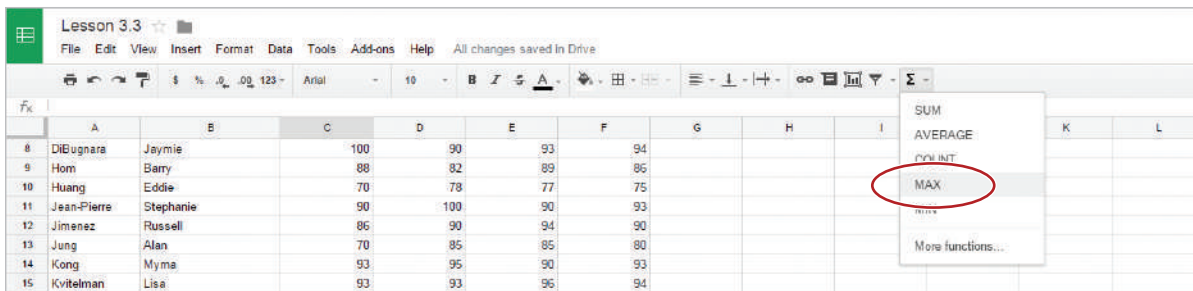 Lesson 3.3
File Edit View Insert Format Data Tools Add-ons Help All changes saved in Drive
$ % .0 .00 123 Arial 10 B I S A Σ
fx
SUM
AVERAGE
COUNT
MAX
MIN
More functions...
A B C D E F G H I K L
8 DiBugnara Jaymie 100 90 93 94
9 Hom Barry 88 82 89 86
10 Huang Eddie 70 78 77 75
11 Jean-Pierre Stephanie 90 100 90 93
12 Jimenez Russell 86 90 94 90
13 Jung Alan 70 85 85 80
14 Kong Myrna 93 95 90 93
15 Kvitelman Lisa 93 93 96 94